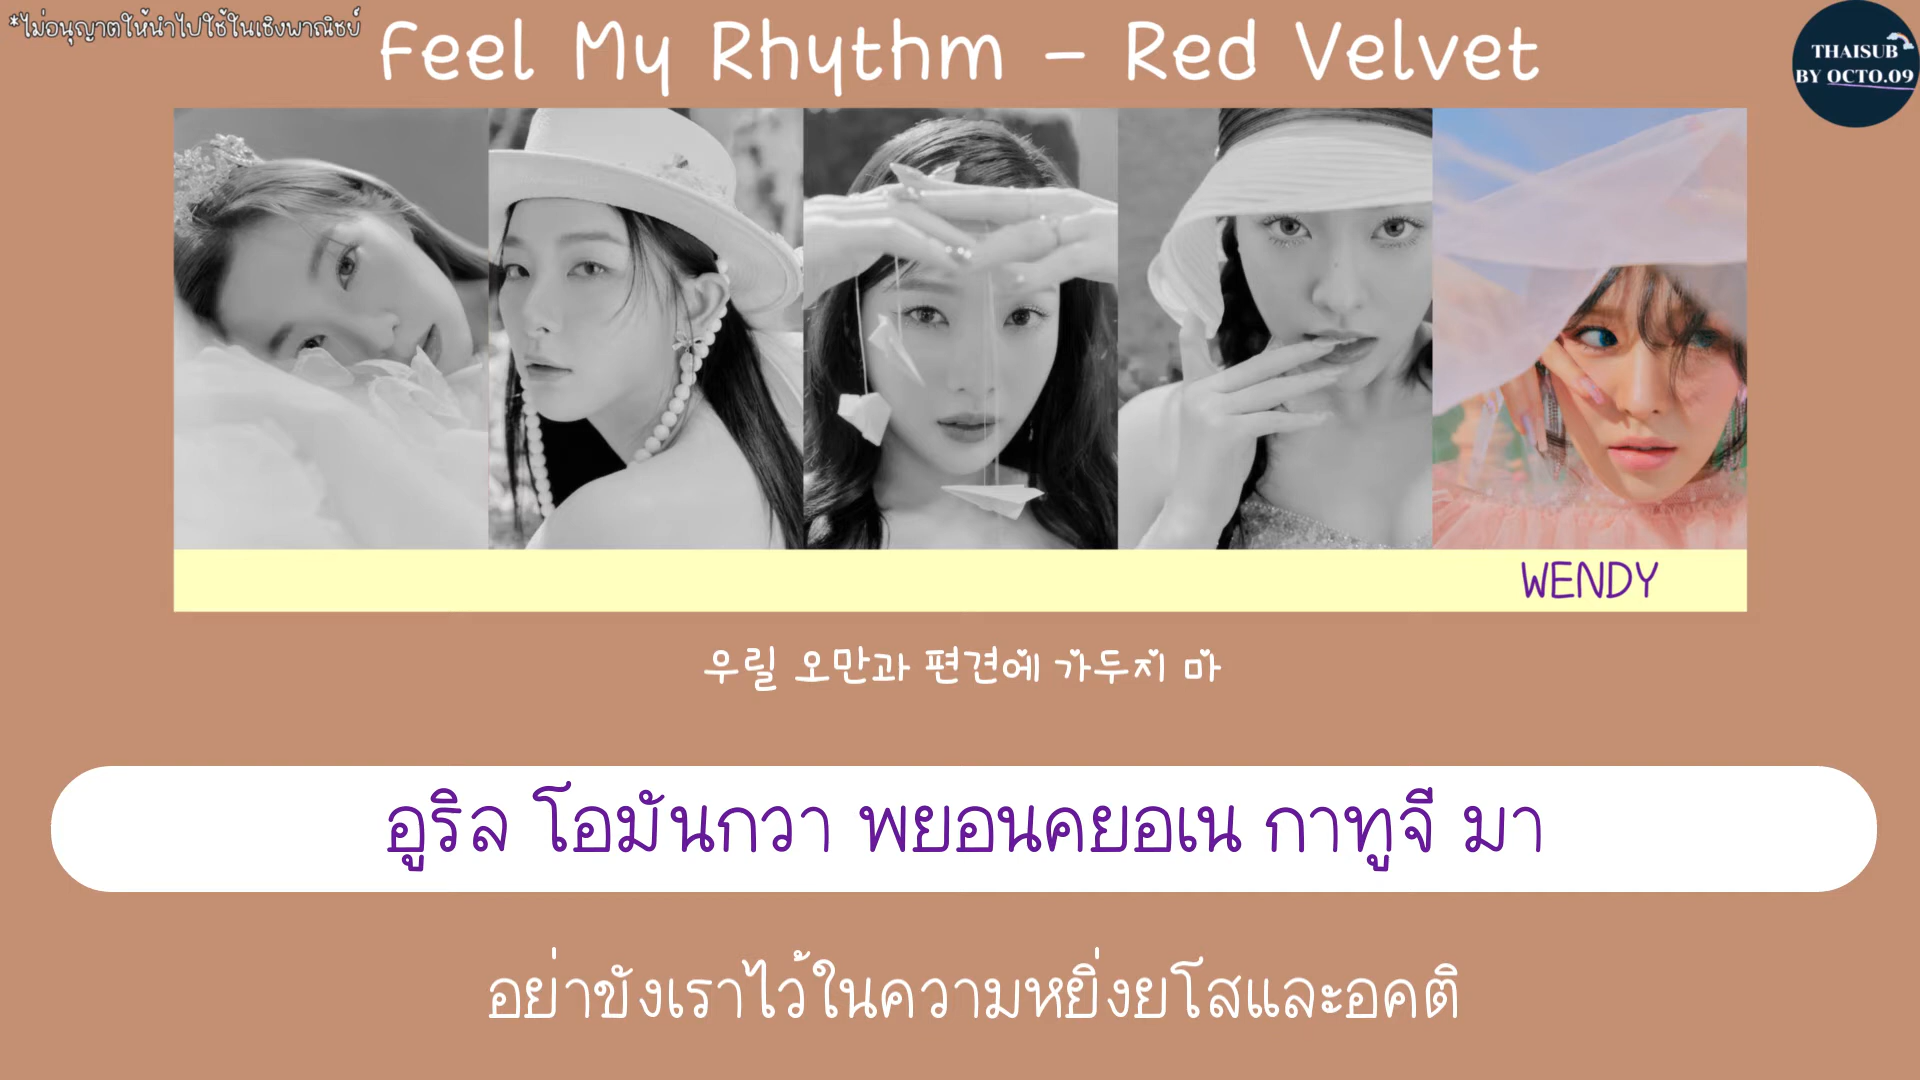 *ไม่อนุญาตให้นำไปใช้ในเชิงพาณิชย์
Feel My Rhythm - Red Velvet
THAISUB
BY OCTO.09
WENDY
우릴 오만과 편견에 가두지 마
อูริล โอมันกวา พยอนคยอเน กาทูจี มา
อย่าขังเราไว้ในความหยิ่งยโสและอคติ